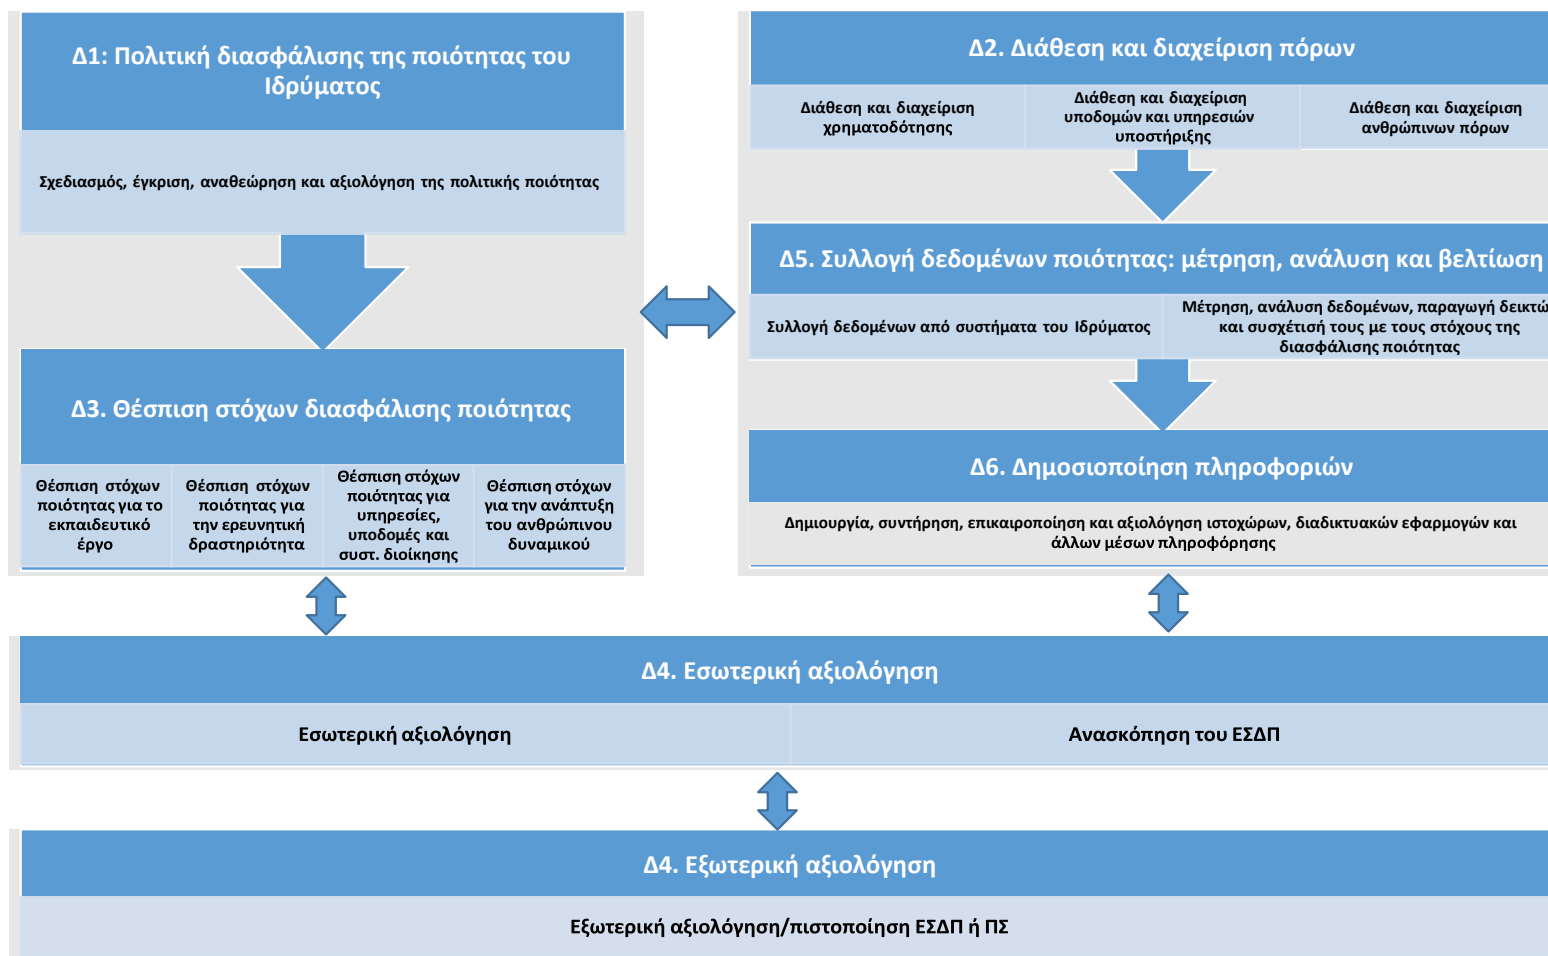 Δ1: Πολιτική διασφάλισης της ποιότητας του
Ιδρύματος
Σχεδιασμός, έγκριση, αναθεώρηση και αξιολόγηση της πολιτικής ποιότητας
Δ3. Θέσπιση στόχων διασφάλισης ποιότητας
Θέσπιση στόχων
ποιότητας για το
εκπαιδευτικό
έργο
Θέσπιση στόχων
ποιότητας για
την ερευνητική
δραστηριότητα
Θέσπιση στόχων
ποιότητας για
υπηρεσίες,
υποδομές και
συστ. διοίκησης
Θέσπιση στόχων
για την ανάπτυξη
του ανθρώπινου
δυναμικού
Δ2. Διάθεση και διαχείριση πόρων
Διάθεση και διαχείριση
χρηματοδότησης
Διάθεση και διαχείριση
υποδομών και υπηρεσιών
υποστήριξης
Διάθεση και διαχείριση
ανθρώπινων πόρων
Δ5. Συλλογή δεδομένων ποιότητας: μέτρηση, ανάλυση και βελτίωση
Συλλογή δεδομένων από συστήματα του Ιδρύματος
Μέτρηση, ανάλυση δεδομένων, παραγωγή δεικτώ
και συσχέτισή τους με τους στόχους της
διασφάλισης ποιότητας
Δ6. Δημοσιοποίηση πληροφοριών
Δημιουργία, συντήρηση, επικαιροποίηση και αξιολόγηση ιστοχώρων, διαδικτυακών εφαρμογών και
άλλων μέσων πληροφόρησης
Δ4. Εσωτερική αξιολόγηση
Εσωτερική αξιολόγηση
Ανασκόπηση του ΕΣΔΠ
Δ4. Εξωτερική αξιολόγηση
Εξωτερική αξιολόγηση/πιστοποίηση ΕΣΔΠ ή ΠΣ